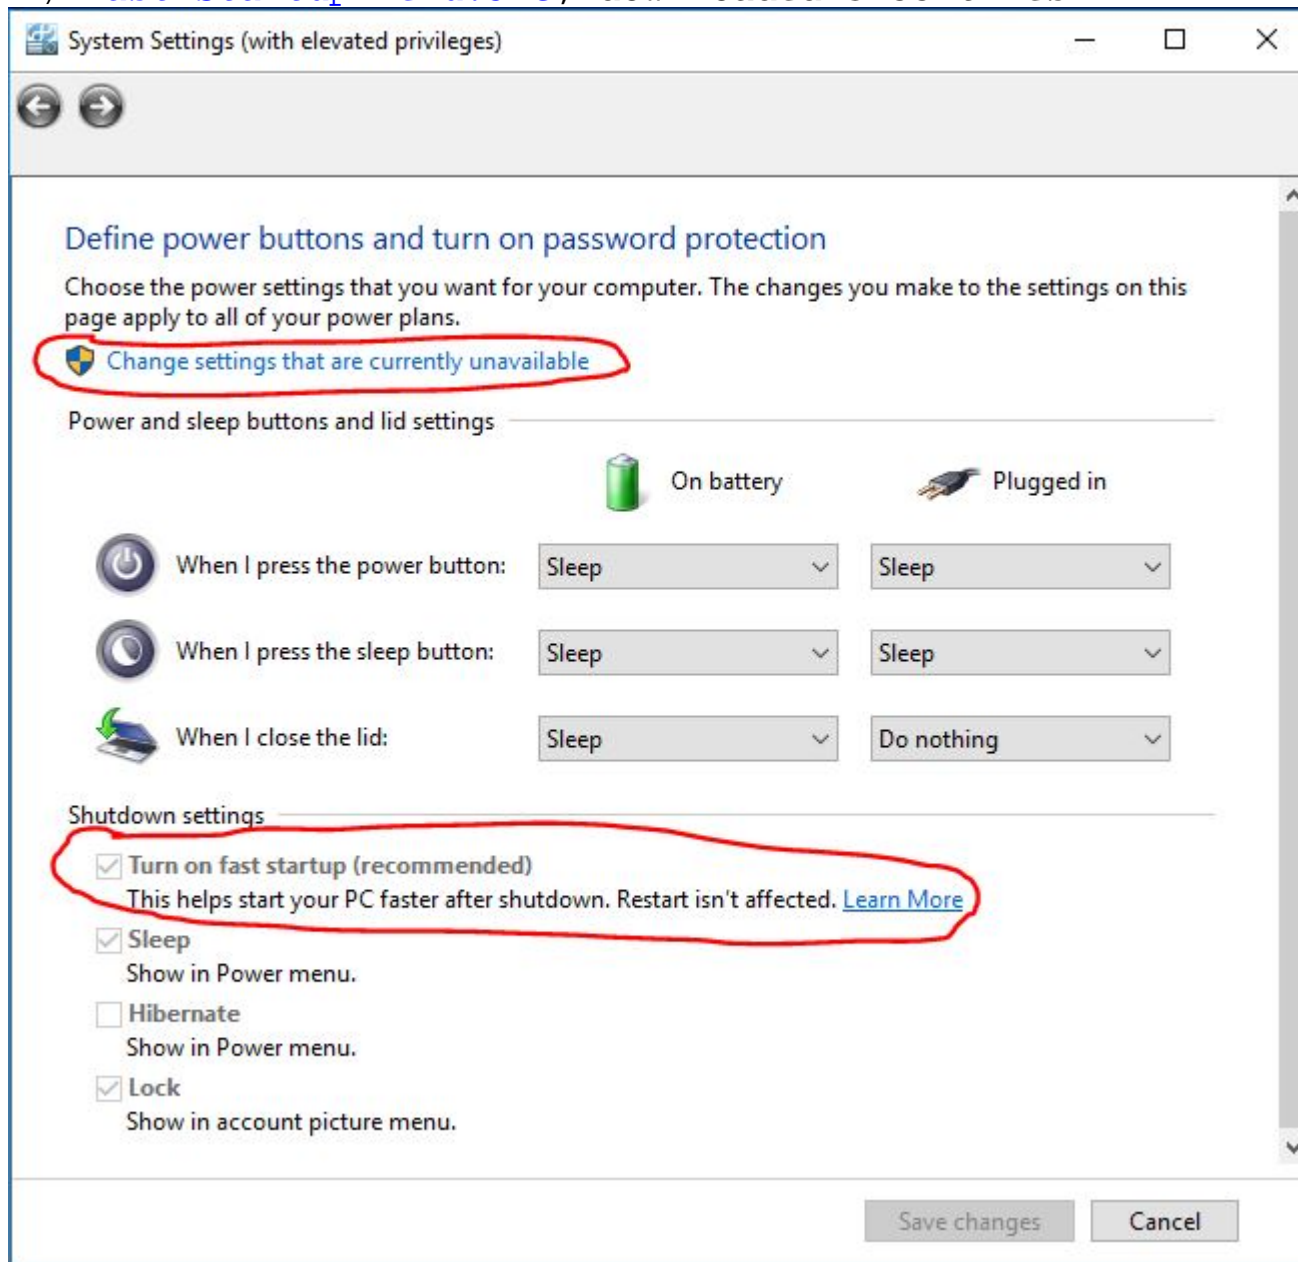 System Settings (with elevated privileges)
Define power buttons and turn on password protection
Choose the power settings that you want for your computer. The changes you make to the settings on this
page apply to all of your power plans.
Change settings that are currently unavailable
Power and sleep buttons and lid settings
On battery
Plugged in
When I press the power button: Sleep Sleep
When I press the sleep button: Sleep Sleep
When I close the lid: Sleep Do nothing
Shutdown settings
Turn on fast startup (recommended)
This helps start your PC faster after shutdown. Restart isn't affected. Learn More
Sleep
Show in Power menu.
Hibernate
Show in Power menu.
Lock
Show in account picture menu.
Save changes Cancel